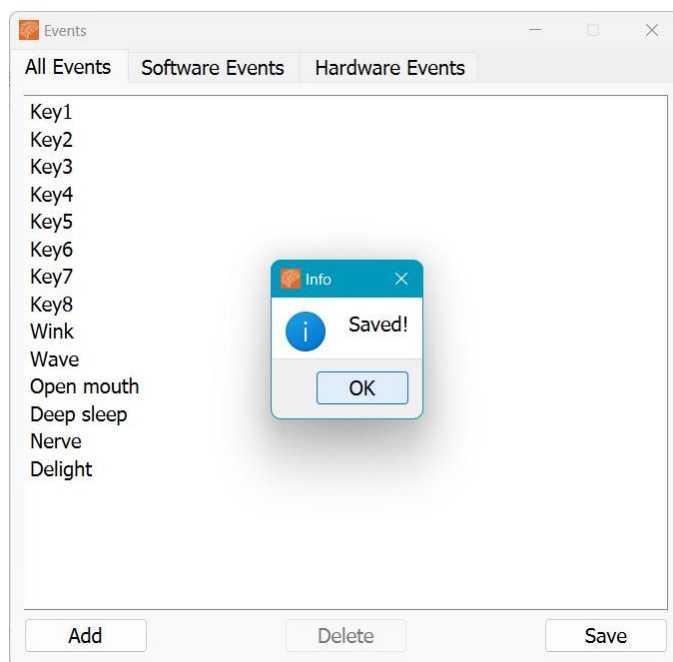 Events
All Events Software Events Hardware Events
Key1
Key2
Key3
Key4
Key5
Key6
Key7
Key8
Wink
Wave
Open mouth
Deep sleep
Nerve
Delight
Info
Saved!
OK
Add Delete Save